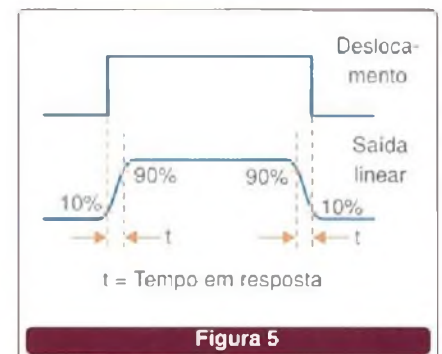 Desloca-
mento
Saída
linear
10% 90% 90% 10%
t t
t = Tempo em resposta
Figura 5